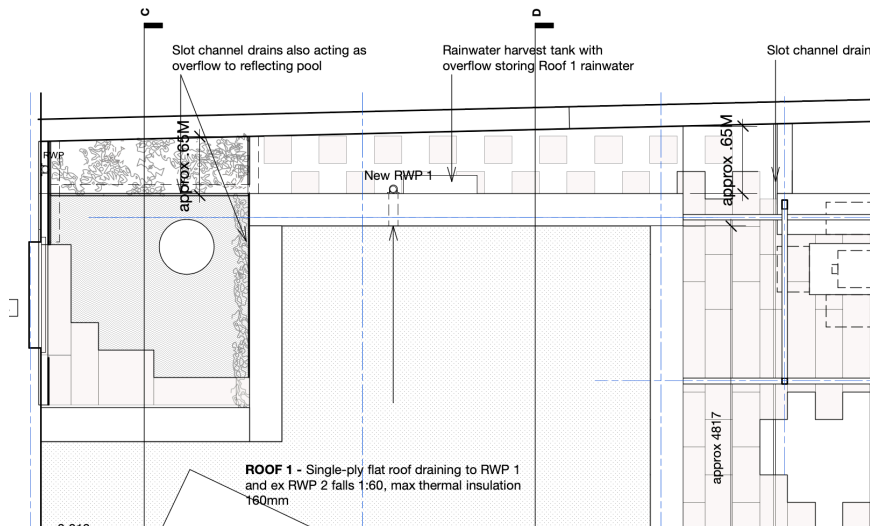 C
D
Slot channel drains also acting as
overflow to reflecting pool
Rainwater harvest tank with
overflow storing Roof 1 rainwater
Slot channel drain
RWP
approx .65M
New RWP 1
approx .65M
approx 4817
ROOF 1 - Single-ply flat roof draining to RWP 1
and ex RWP 2 falls 1:60, max thermal insulation
160mm